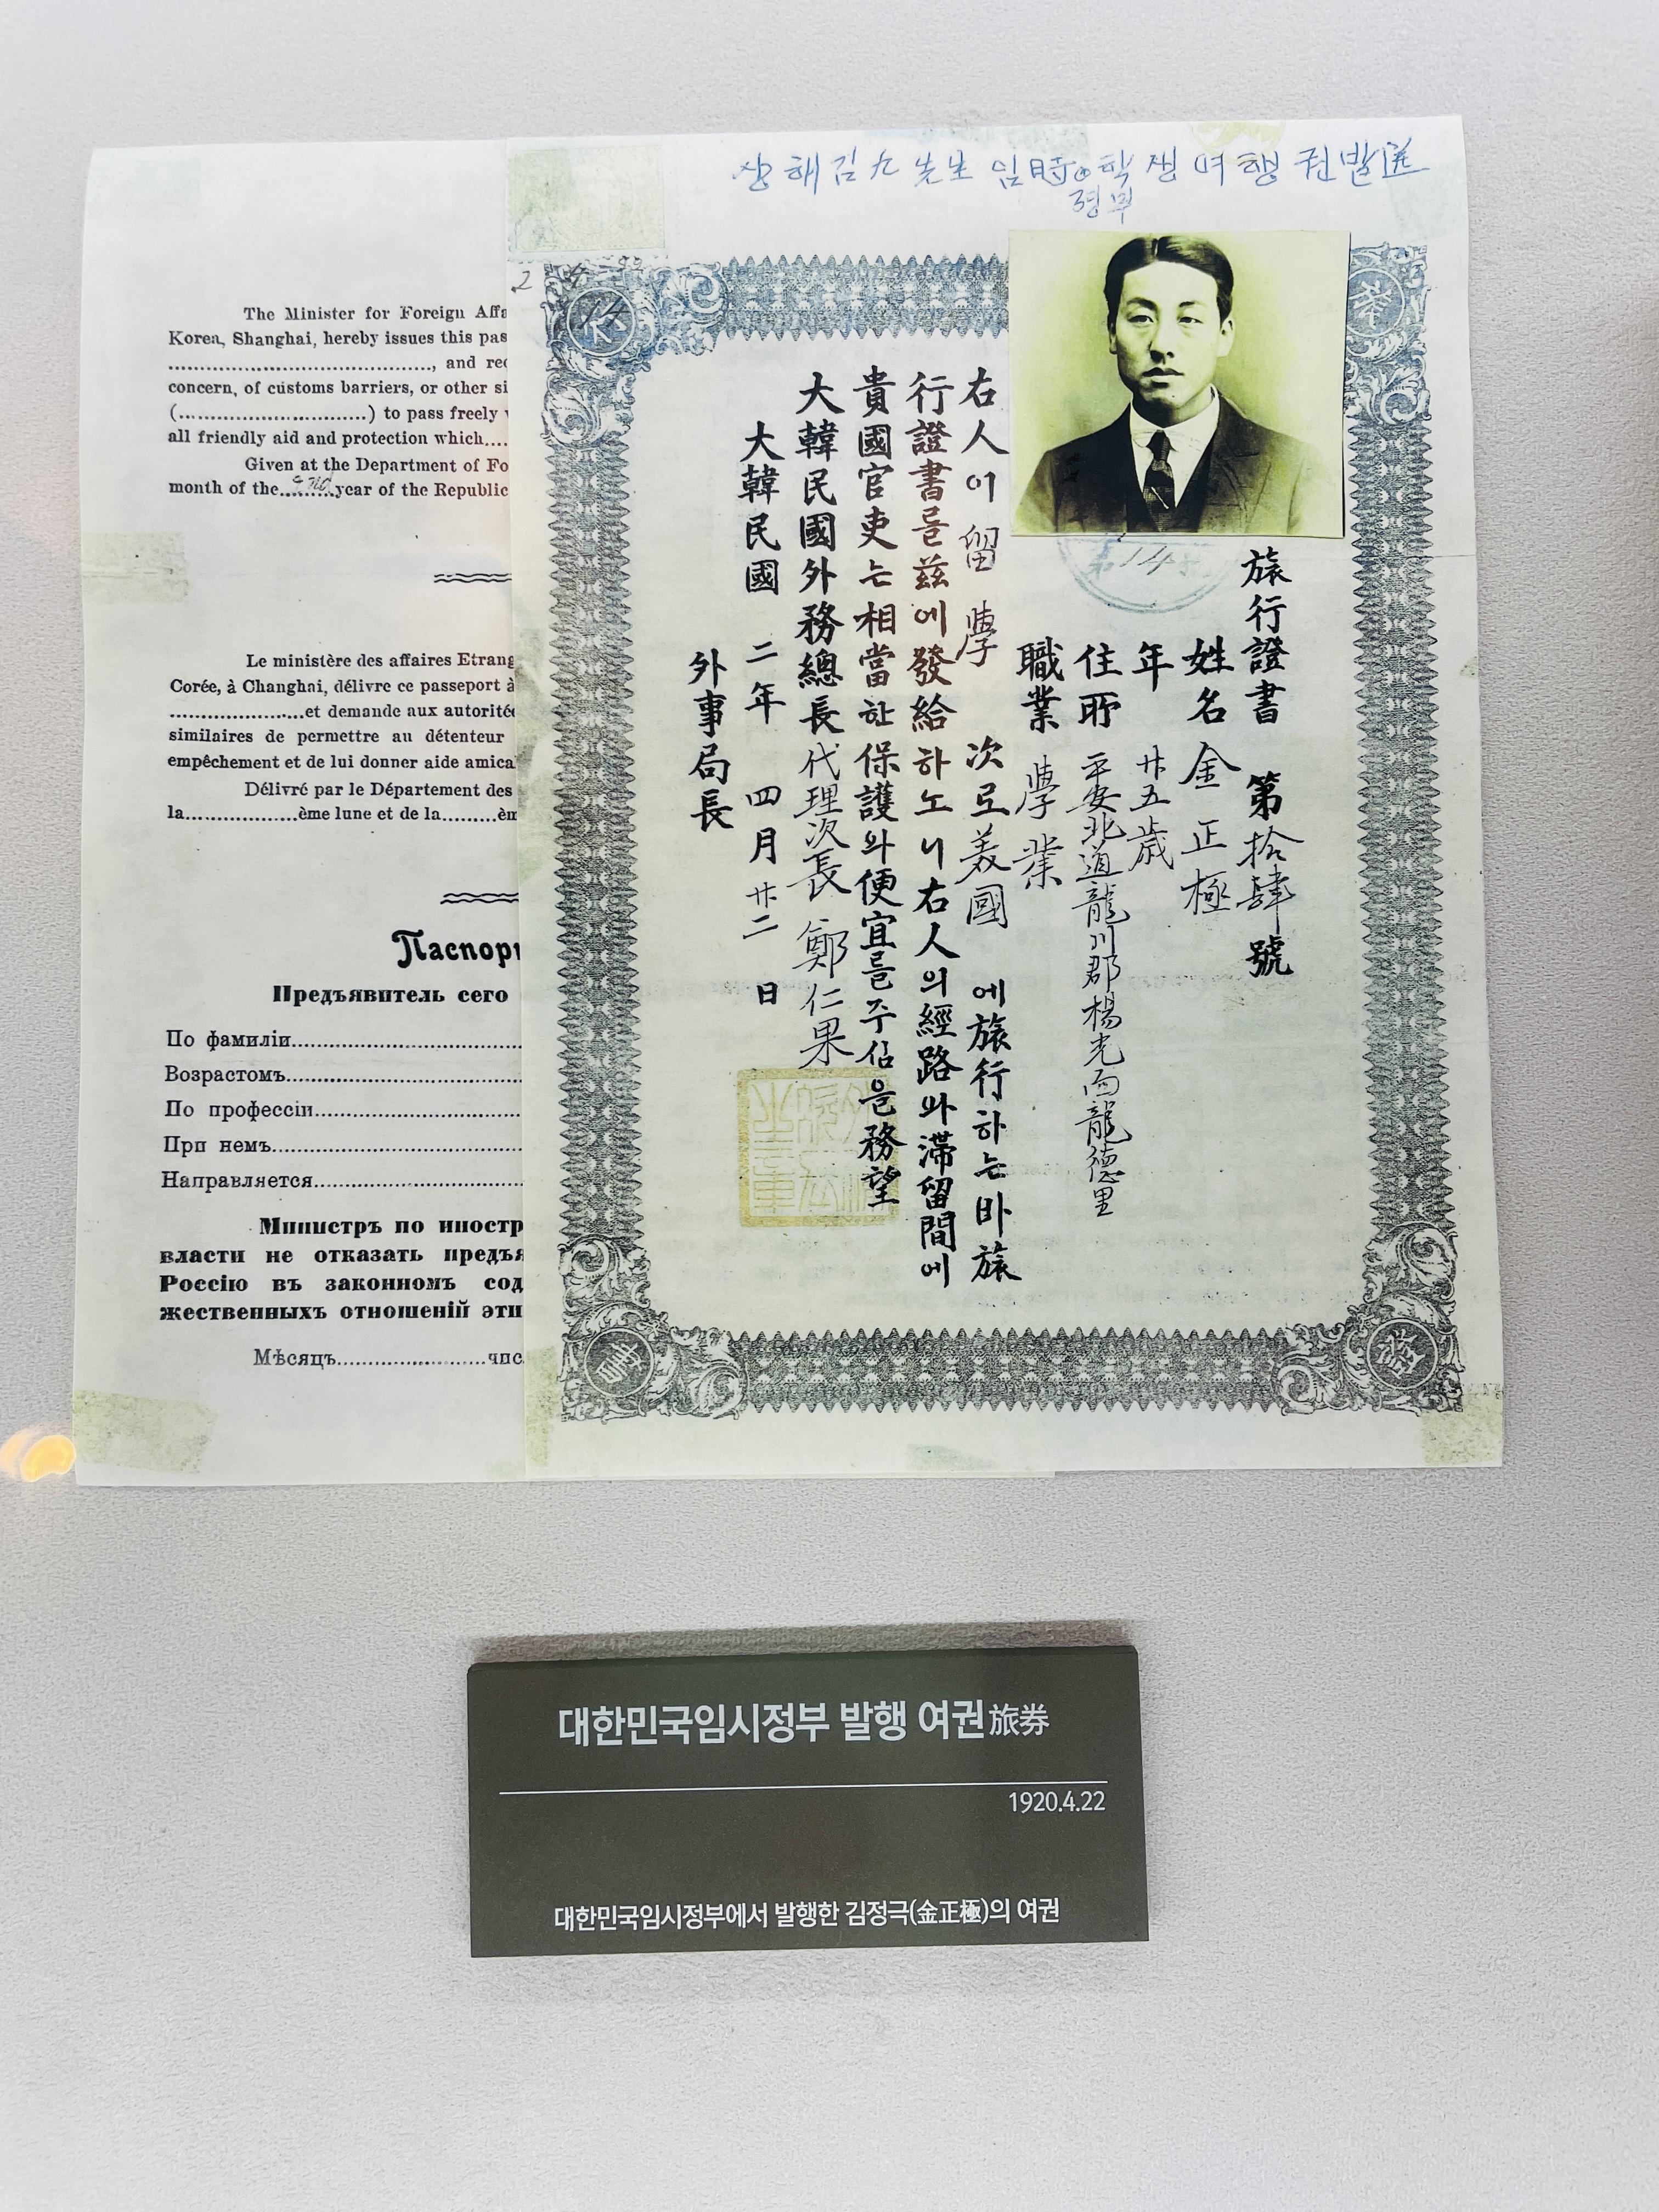 상해김九先生 임時정부 학생여행권발送
2
14
第14号
旅行證書 第拾肆號
姓名 金正極
年 廿五歲
住所 平安北道龍川郡楊光面龍德里
職業 學業
右人이 留學 次로 美國 에旅行하는바旅
行證書를玆에發給하노니右人의經路와滯留間에
貴國官吏는相當한保護와便宜를주심을務望
大韓民國外務總長代理次長 鄭仁果
大韓民國 二年 四月 廿二 日
外事局長
The Minister for Foreign Affa
Korea, Shanghai, hereby issues this pas
......................................, and rec
concern, of customs barriers, or other si
(............................) to pass freely
all friendly aid and protection which....
Given at the Department of Fo
month of the...2nd...year of the Republic
Le ministère des affaires Etrang
Corée, à Changhai, délivre ce passeport à
....................et demande aux autorité
similaires de permettre au détenteur
empêchement et de lui donner aide amica
Délivré par le Département des
la................ème lune et de la.........èm
Паспор
Предъявитель сего
По фамиліи
Возрастомъ
По профессіи
При немъ
Направляется
Министръ по иностр
власти не отказать предъя
Россію въ законномъ сод
жественныхъ отношеній эти
Мѣсяцъ......................чис
대한민국임시정부 발행 여권旅券
1920.4.22
대한민국임시정부에서 발행한 김정극(金正極)의 여권